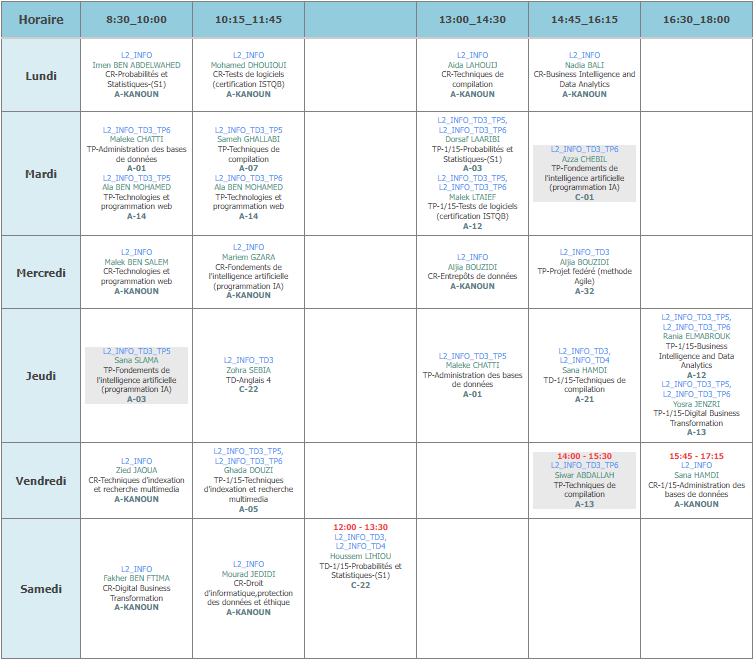 Horaire
8:30_10:00
10:15_11:45
13:00_14:30
14:45_16:15
16:30_18:00
Lundi
L2_INFO
Imen BEN ABDELWAHED
CR-Probabilités et
Statistiques-(S1)
A-KANOUN
L2_INFO
Mohamed DHOUIOUI
CR-Tests de logiciels
(certification ISTQB)
A-KANOUN
L2_INFO
Aida LAHOUIJ
CR-Techniques de
compilation
A-KANOUN
L2_INFO
Nadia BALI
CR-Business Intelligence and
Data Analytics
A-KANOUN
Mardi
L2_INFO_TD3_TP6
Maleke CHATTI
TP-Administration des bases
de données
A-01
L2_INFO_TD3_TP5
Ala BEN MOHAMED
TP-Technologies et
programmation web
A-14
L2_INFO_TD3_TP5
Sameh GHALLABI
TP-Techniques de
compilation
A-07
L2_INFO_TD3_TP6
Ala BEN MOHAMED
TP-Technologies et
programmation web
A-14
L2_INFO_TD3_TP5,
L2_INFO_TD3_TP6
Dorsaf LAARIBI
TP-1/15-Probabilités et
Statistiques-(S1)
A-03
L2_INFO_TD3_TP5,
L2_INFO_TD3_TP6
Malek LTAIEF
TP-1/15-Tests de logiciels
(certification ISTQB)
A-12
L2_INFO_TD3_TP6
Azza CHEBIL
TP-Fondements de
l'intelligence artificielle
(programmation IA)
C-01
Mercredi
L2_INFO
Malek BEN SALEM
CR-Technologies et
programmation web
A-KANOUN
L2_INFO
Mariem GZARA
CR-Fondements de
l'intelligence artificielle
(programmation IA)
A-KANOUN
L2_INFO
Aljia BOUZIDI
CR-Entrepôts de données
A-KANOUN
L2_INFO_TD3
Aljia BOUZIDI
TP-Projet fedéré (methode
Agile)
A-32
Jeudi
L2_INFO_TD3_TP5
Sana SLAMA
TP-Fondements de
l'intelligence artificielle
(programmation IA)
A-03
L2_INFO_TD3
Zohra SEBIA
TD-Anglais 4
C-22
L2_INFO_TD3_TP5
Maleke CHATTI
TP-Administration des bases
de données
A-01
L2_INFO_TD3,
L2_INFO_TD4
Sana HAMDI
TD-1/15-Techniques de
compilation
A-21
L2_INFO_TD3_TP5,
L2_INFO_TD3_TP6
Rania ELMABROUK
TP-1/15-Business
Intelligence and Data
Analytics
A-12
L2_INFO_TD3_TP5,
L2_INFO_TD3_TP6
Yosra JENZRI
TP-1/15-Digital Business
Transformation
A-13
Vendredi
L2_INFO
Zied JAOUA
CR-Techniques d'indexation
et recherche multimedia
A-KANOUN
L2_INFO_TD3_TP5,
L2_INFO_TD3_TP6
Ghada DOUZI
TP-1/15-Techniques
d'indexation et recherche
multimedia
A-05
14:00 - 15:30
L2_INFO_TD3_TP6
Siwar ABDALLAH
TP-Techniques de
compilation
A-13
15:45 - 17:15
L2_INFO
Sana HAMDI
CR-1/15-Administration des
bases de données
A-KANOUN
Samedi
L2_INFO
Fakher BEN FTIMA
CR-Digital Business
Transformation
A-KANOUN
L2_INFO
Mourad JEDIDI
CR-Droit
d'informatique,protection
des données et éthique
A-KANOUN
12:00 - 13:30
L2_INFO_TD3,
L2_INFO_TD4
Houssem LIHIOU
TD-1/15-Probabilités et
Statistiques-(S1)
C-22